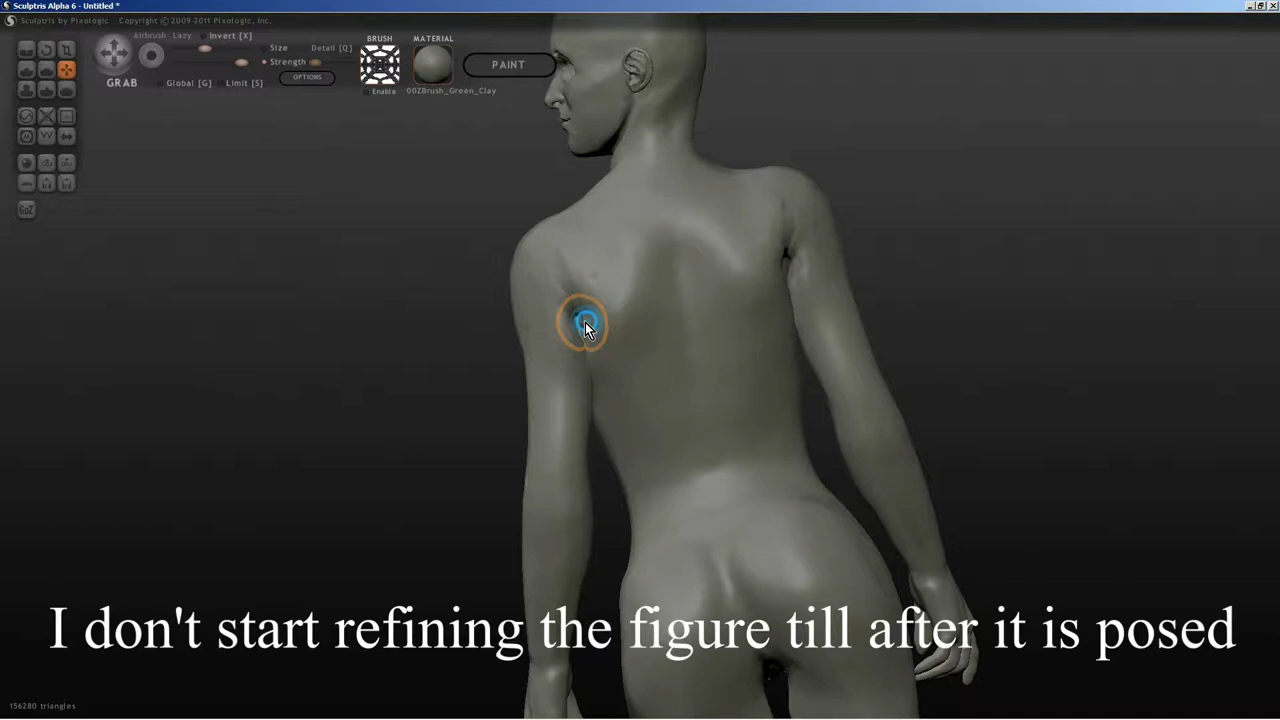 Sculptris Alpha 6 - Untitled *
Sculptris by Pixologic Copyright ©2009-2011 Pixologic, Inc.
Airbrush Lazy Invert [X]
Size Detail [Q]
Strength
GRAB Global [G] Limit [S] OPTIONS
BRUSH
Enable
MATERIAL
00ZBrush_Green_Clay
PAINT
GoZ
I don't start refining the figure till after it is posed
156280 triangles